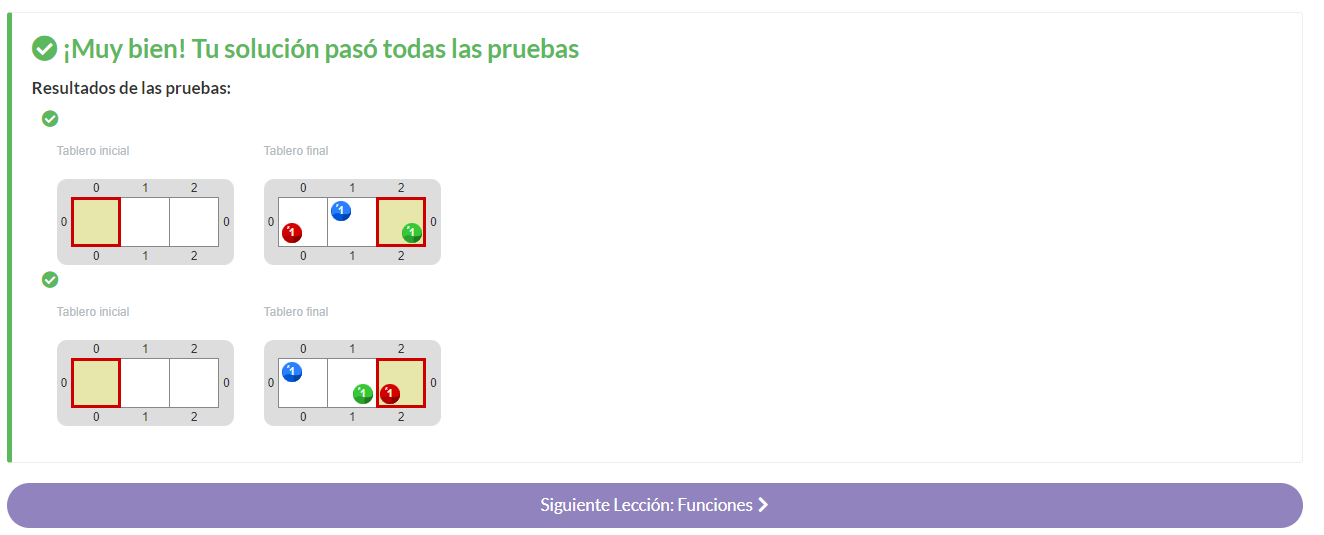 ¡Muy bien! Tu solución pasó todas las pruebas
Resultados de las pruebas:
Tablero inicial
Tablero final
0 1 2
0 0
0 1 2
0 1 2
0 1 1 1 0
0 1 2
Tablero inicial
Tablero final
0 1 2
0 0
0 1 2
0 1 2
0 1 1 1 0
0 1 2
Siguiente Lección: Funciones